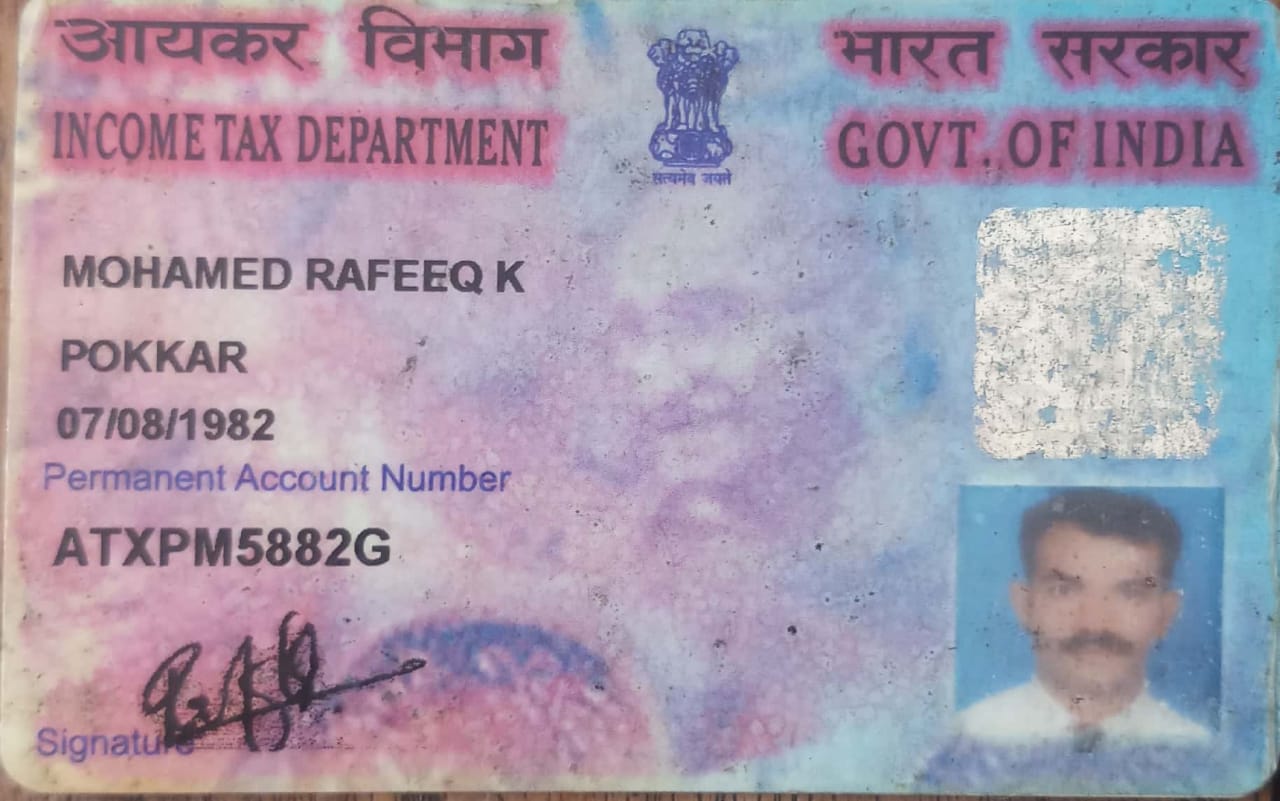 आयकर विभाग
INCOME TAX DEPARTMENT
सत्यमेव जयते
भारत सरकार
GOVT. OF INDIA
MOHAMED RAFEEQ K
POKKAR
07/08/1982
Permanent Account Number
ATXPM5882G
Signature